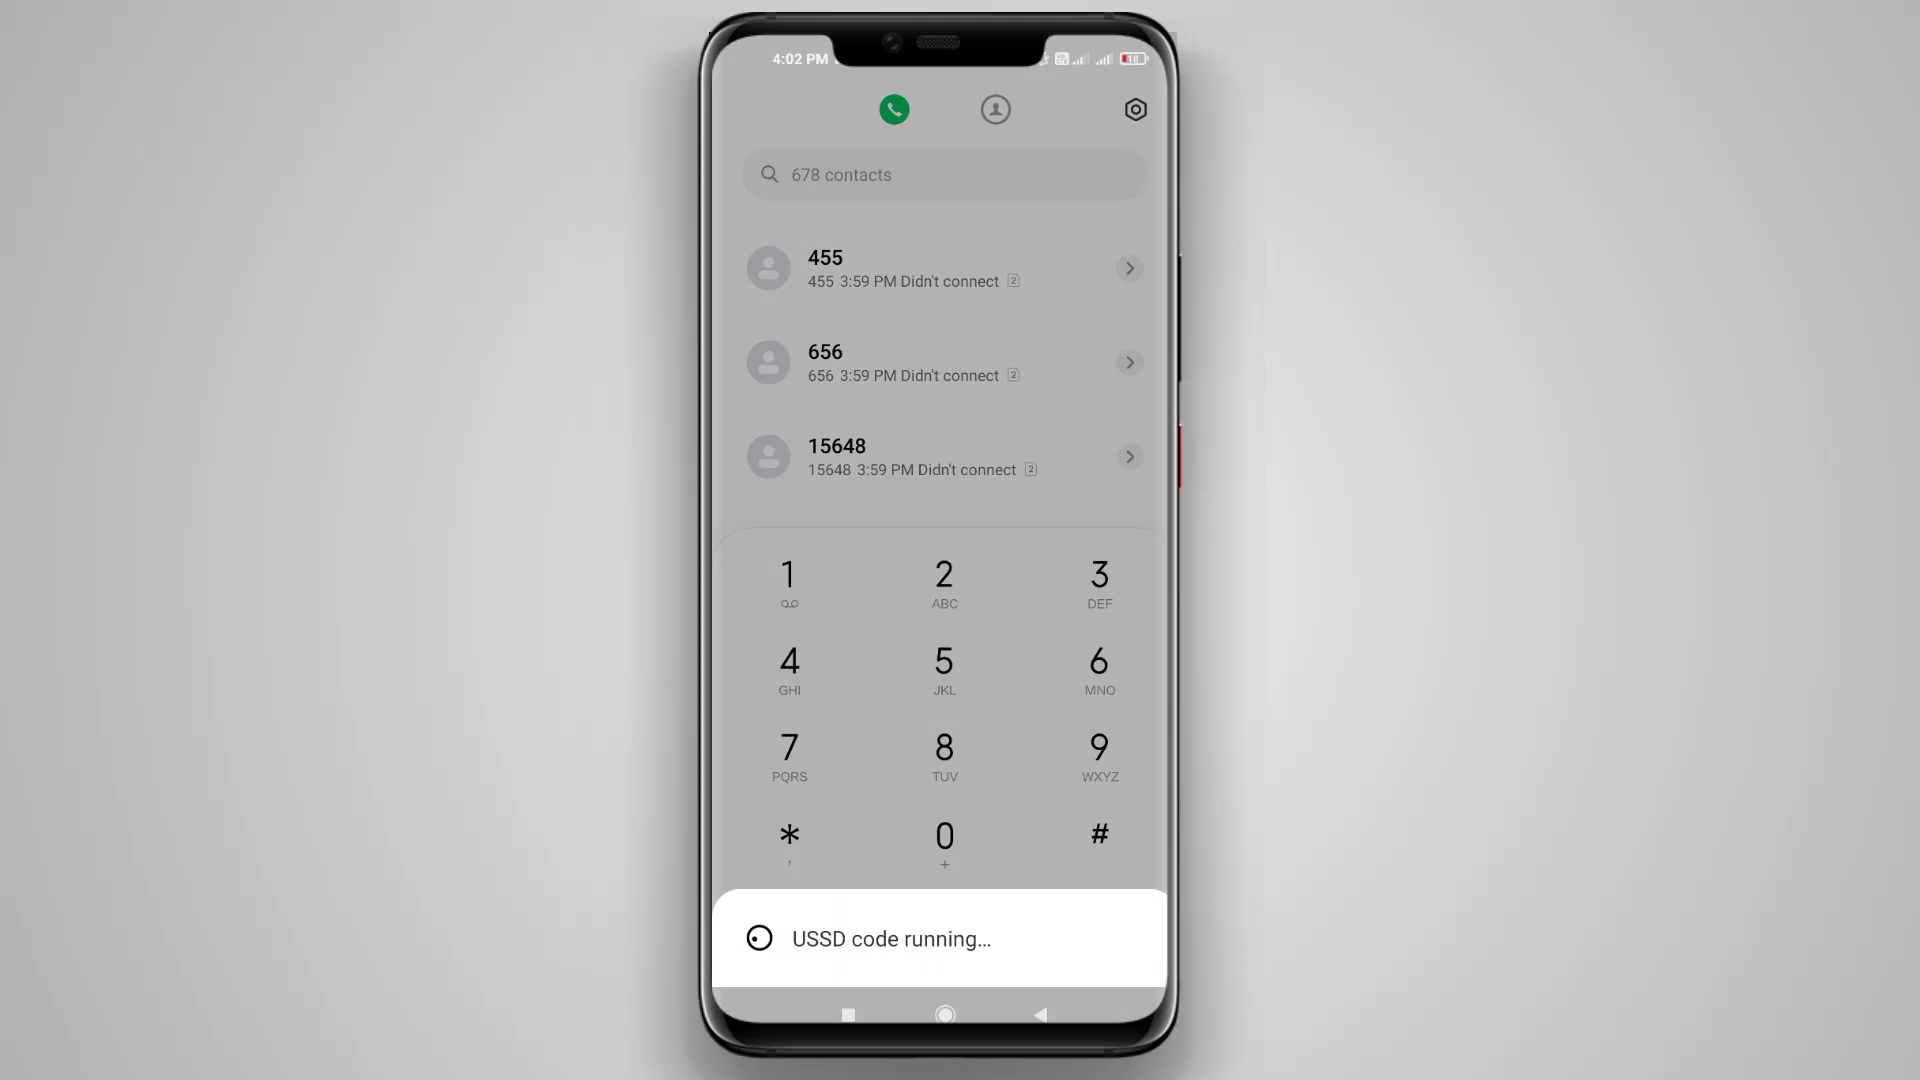 4:02 PM
18
678 contacts
455
455 3:59 PM Didn't connect 2
656
656 3:59 PM Didn't connect 2
15648
15648 3:59 PM Didn't connect 2
1 2 3
ABC DEF
4 5 6
GHI JKL MNO
7 8 9
PQRS TUV WXYZ
* 0 #
, +
USSD code running...